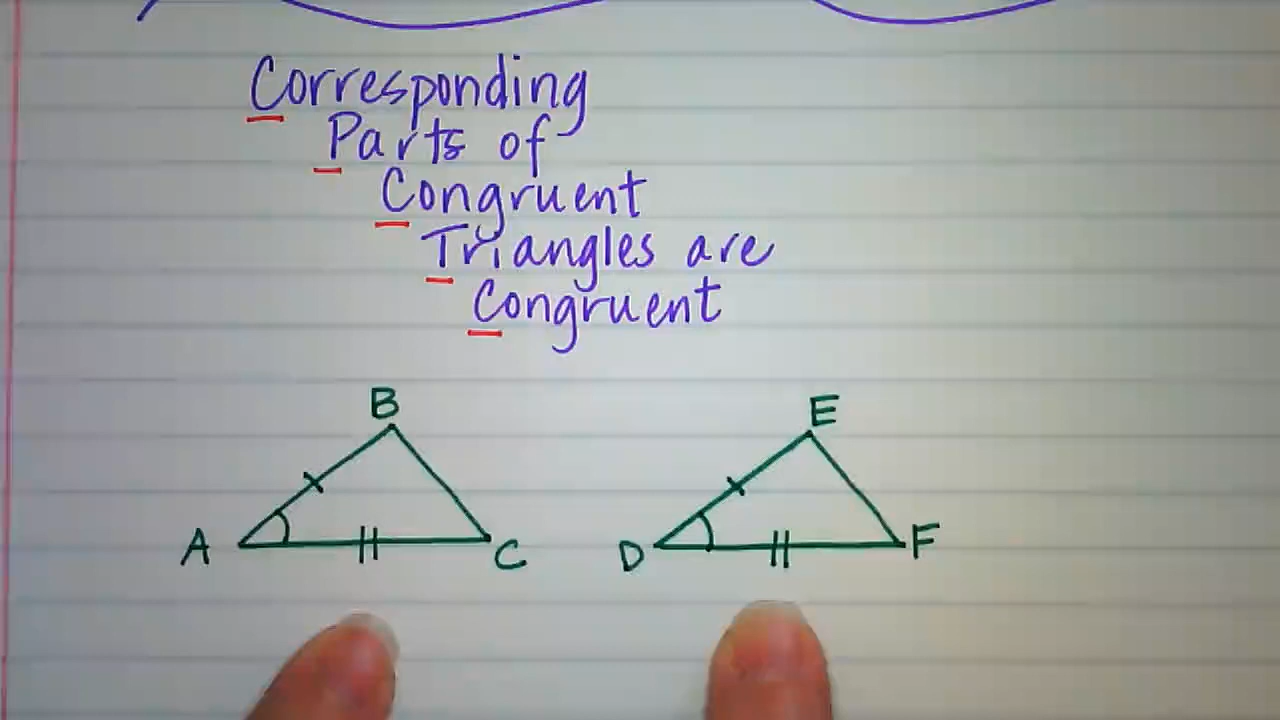 Corresponding
Parts of
Congruent
Triangles are
Congruent
B E
A C D F